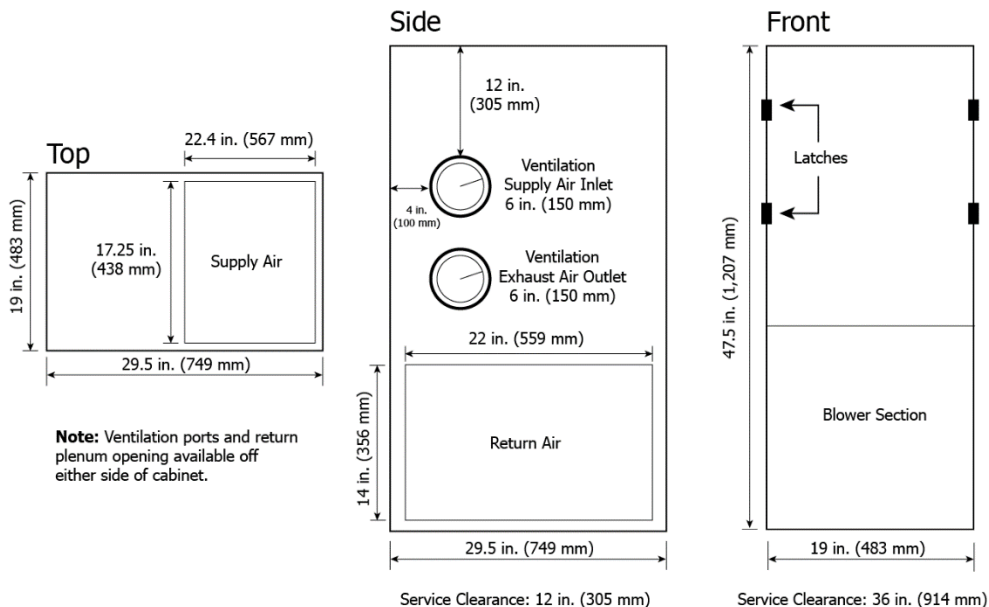 Top
22.4 in. (567 mm)
19 in. (483 mm)
17.25 in.
(438 mm)
Supply Air
29.5 in. (749 mm)
Note: Ventilation ports and return
plenum opening available off
either side of cabinet.
Side
12 in.
(305 mm)
4 in.
(100 mm)
Ventilation
Supply Air Inlet
6 in. (150 mm)
Ventilation
Exhaust Air Outlet
6 in. (150 mm)
22 in. (559 mm)
14 in. (356 mm)
Return Air
29.5 in. (749 mm)
Service Clearance: 12 in. (305 mm)
Front
Latches
47.5 in. (1,207 mm)
Blower Section
19 in. (483 mm)
Service Clearance: 36 in. (914 mm)